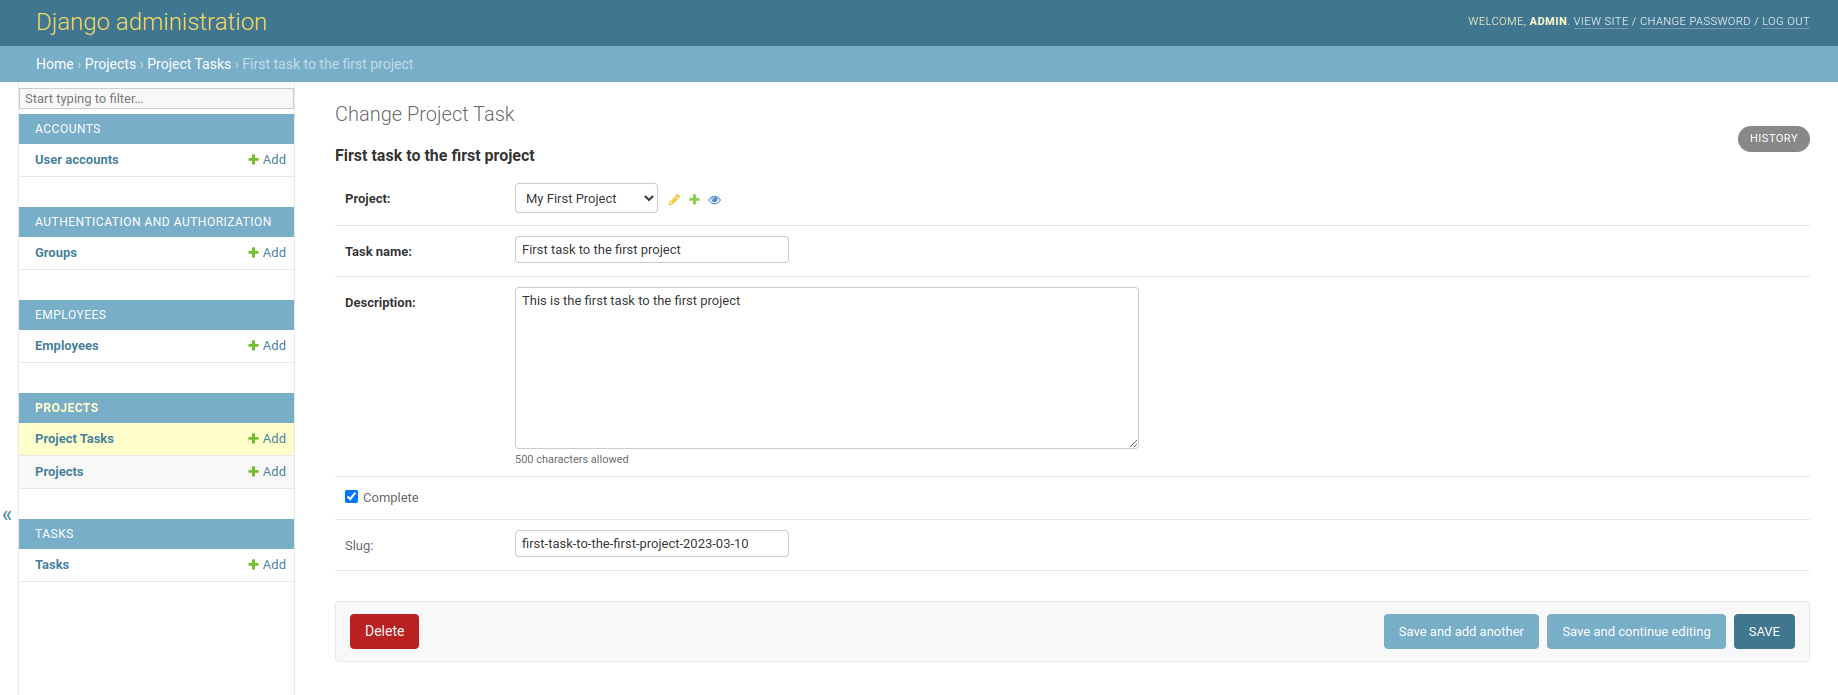 Django administration
WELCOME, ADMIN. VIEW SITE / CHANGE PASSWORD / LOG OUT
Home › Projects › Project Tasks › First task to the first project
Start typing to filter...
ACCOUNTS
User accounts Add
AUTHENTICATION AND AUTHORIZATION
Groups Add
EMPLOYEES
Employees Add
PROJECTS
Project Tasks Add
Projects Add
«
TASKS
Tasks Add
Change Project Task
HISTORY
First task to the first project
Project: My First Project
Task name: First task to the first project
Description: This is the first task to the first project
500 characters allowed
Complete
Slug: first-task-to-the-first-project-2023-03-10
Delete Save and add another Save and continue editing SAVE